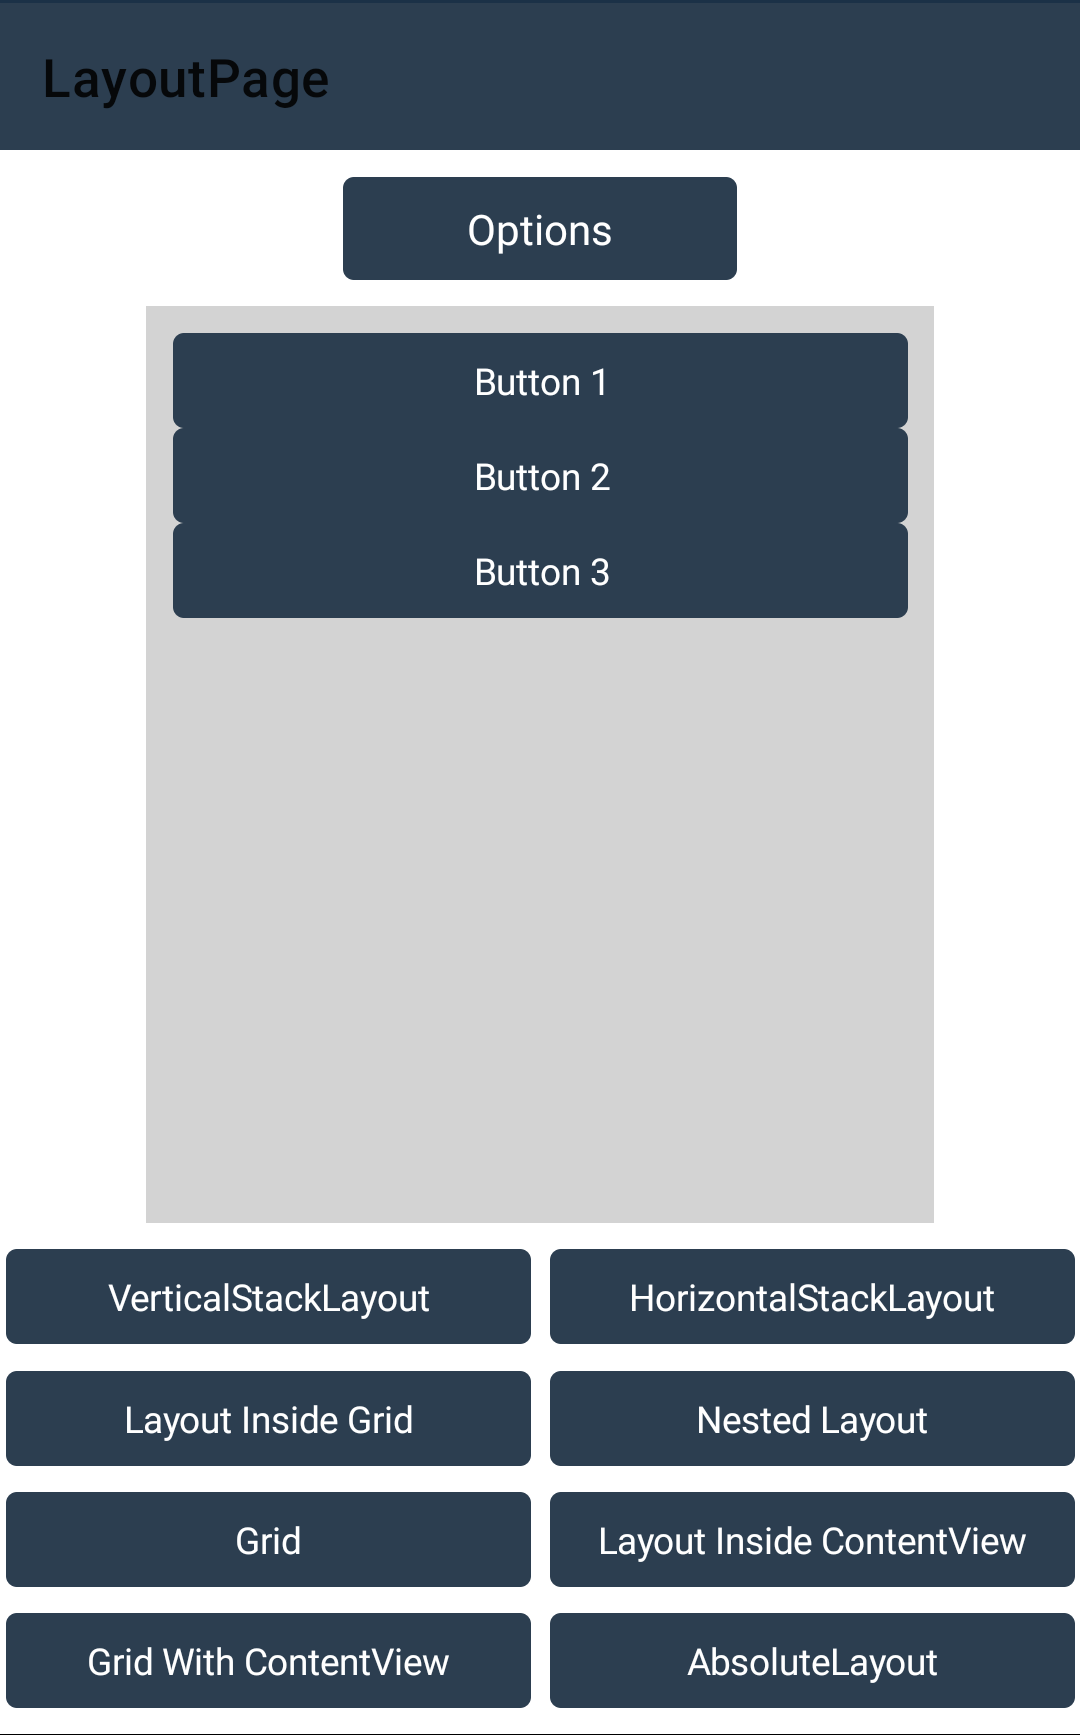 LayoutPage
Options
Button 1
Button 2
Button 3
VerticalStackLayout
HorizontalStackLayout
Layout Inside Grid
Nested Layout
Grid
Layout Inside ContentView
Grid With ContentView
AbsoluteLayout